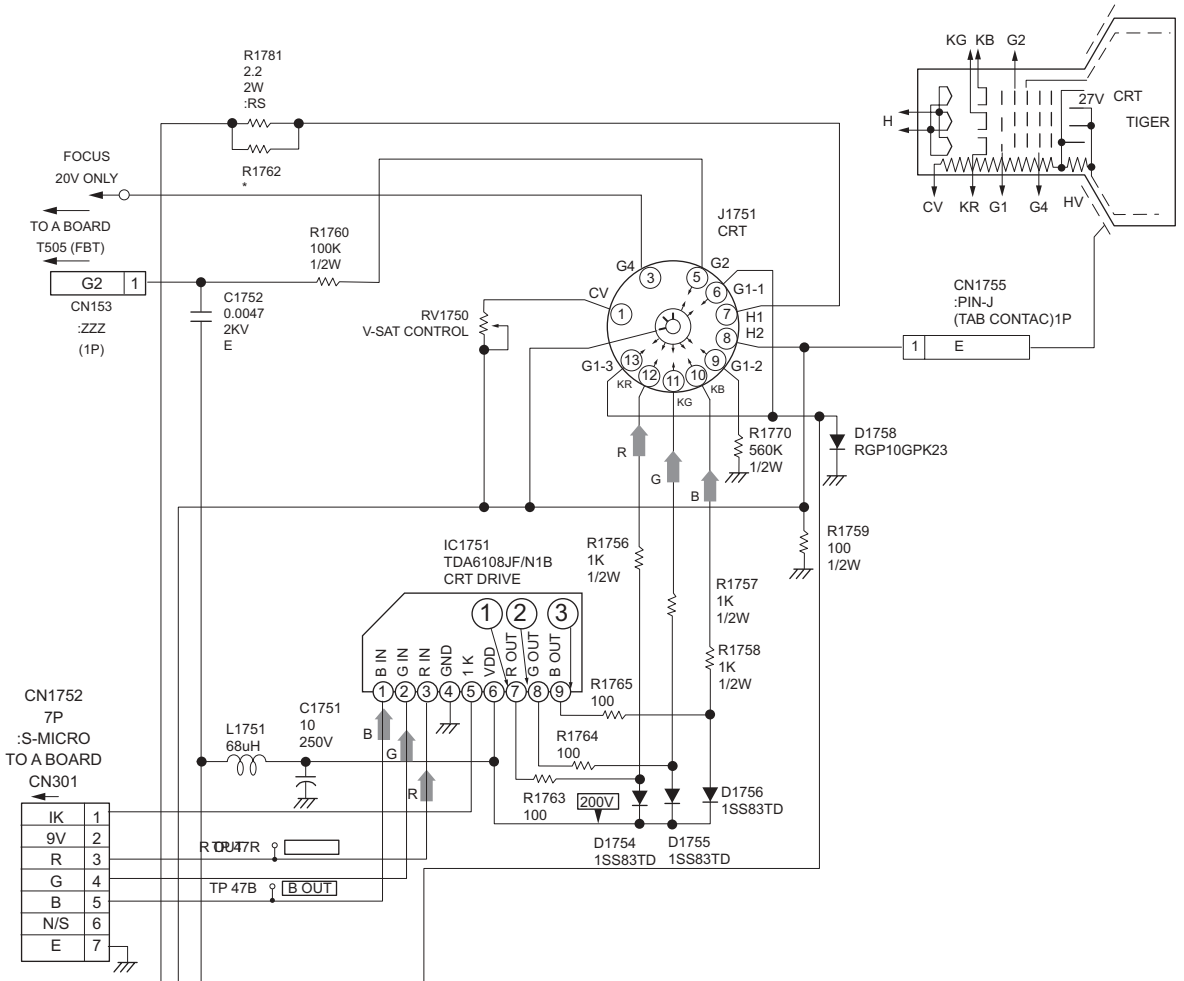 R1781
2.2
2W
:RS
R1762
*
FOCUS
20V ONLY
TO A BOARD
T505 (FBT)
G2 1
CN153
:ZZZ
(1P)
C1752
0.0047
2KV
E
R1760
100K
1/2W
RV1750
V-SAT CONTROL
J1751
CRT
CV
G4
G2
G1-1
H1
H2
G1-2
G1-3
KR
KG
KB
1
3
5
6
7
8
9
10
11
12
13
KG KB G2
H
27V CRT
TIGER
CV KR G1 G4 HV
CN1755
:PIN-J
(TAB CONTAC)1P
1 E
R
G
B
R1770
560K
1/2W
D1758
RGP10GPK23
R1759
100
1/2W
IC1751
TDA6108JF/N1B
CRT DRIVE
1 2 3
B IN
G IN
R IN
GND
1 K
VDD
R OUT
G OUT
B OUT
1 2 3 4 5 6 7 8 9
R1756
1K
1/2W
R1757
1K
1/2W
R1758
1K
1/2W
R1765
100
R1764
100
R1763
100
200V
D1754
1SS83TD
D1755
1SS83TD
D1756
1SS83TD
B
G
R
L1751
68uH
C1751
10
250V
CN1752
7P
:S-MICRO
TO A BOARD
CN301
IK 1
9V 2
R 3
G 4
B 5
N/S 6
E 7
TP 47B B OUT